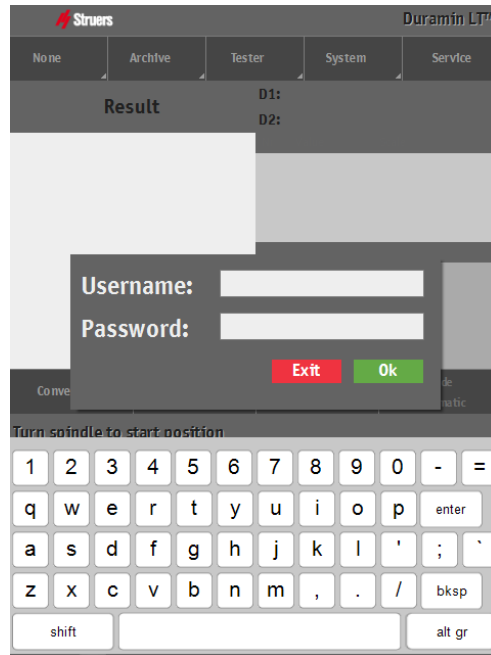 Struers Duramin LT™
None Archive Tester System Service
D1:
Result
D2:
Username:
Password:
Exit Ok
Turn spindle to start position
1 2 3 4 5 6 7 8 9 0 - =
q w e r t y u i o p enter
a s d f g h j k l ' ; `
z x c v b n m , . / bksp
shift alt gr